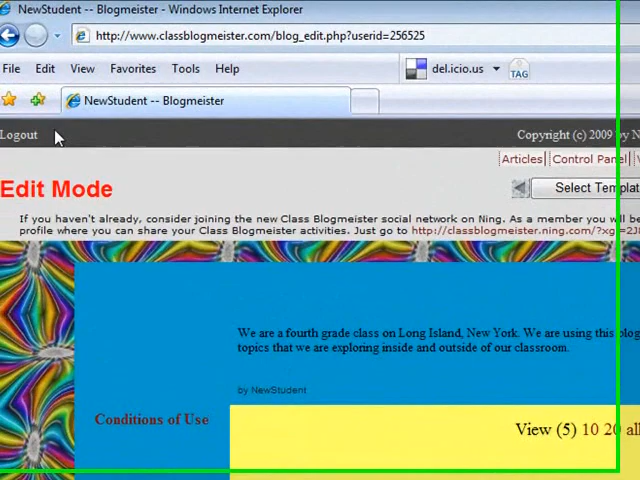 NewStudent -- Blogmeister - Windows Internet Explorer
http://www.classblogmeister.com/blog_edit.php?userid=256525
File Edit View Favorites Tools Help del.icio.us TAG
NewStudent -- Blogmeister
Logout Copyright (c) 2009 by
Articles Control Panel
Edit Mode
Select
If you haven't already, consider joining the new Class Blogmeister social network on Ning. As a member you will be
profile where you can share your Class Blogmeister activities. Just go to http://classblogmeister.ning.com/?xg
We are a fourth grade class on Long Island, New York. We are using this blog
topics that we are exploring inside and outside of our classroom.
by NewStudent
Conditions of Use
View (5) 10 20 all